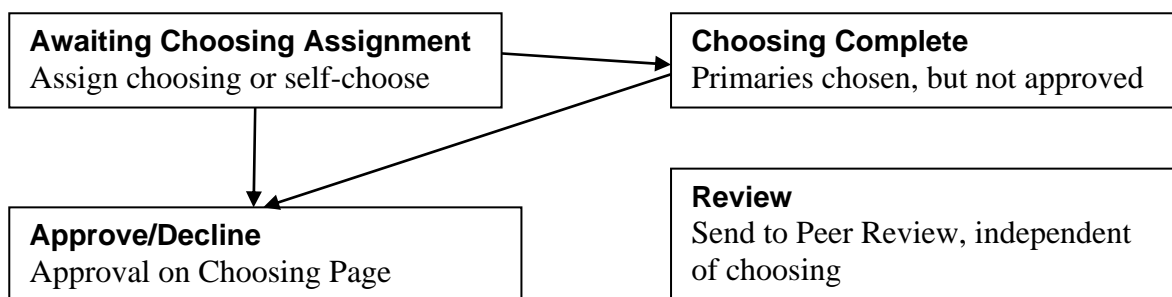 Awaiting Choosing Assignment
Assign choosing or self-choose
Choosing Complete
Primaries chosen, but not approved
Approve/Decline
Approval on Choosing Page
Review
Send to Peer Review, independent
of choosing